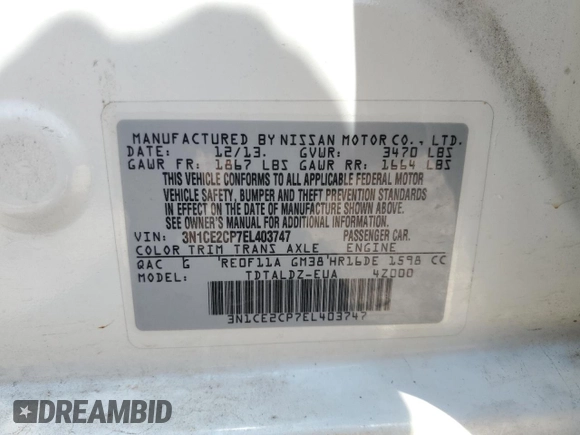 MANUFACTURED BY NISSAN MOTOR CO., LTD.
DATE: 12/13. GVWR: 3470 LBS
GAWR FR: 1867 LBS GAWR RR: 1664 LBS
THIS VEHICLE CONFORMS TO ALL APPLICABLE FEDERAL MOTOR
VEHICLE SAFETY, BUMPER AND THEFT PREVENTION STANDARDS
IN EFFECT ON THE DATE OF MANUFACTURE SHOWN ABOVE.
SEE OWNER'S MANUAL FOR ADDITIONAL INFORMATION.
VIN: 3N1CE2CP7EL403747 PASSENGER CAR.
COLOR TRIM TRANS AXLE ENGINE
QAC G RE0F11A GM38 HR16DE 1598 CC
MODEL: TDTALDZ-EUA 4Z000
3N1CE2CP7EL403747
DREAMBID